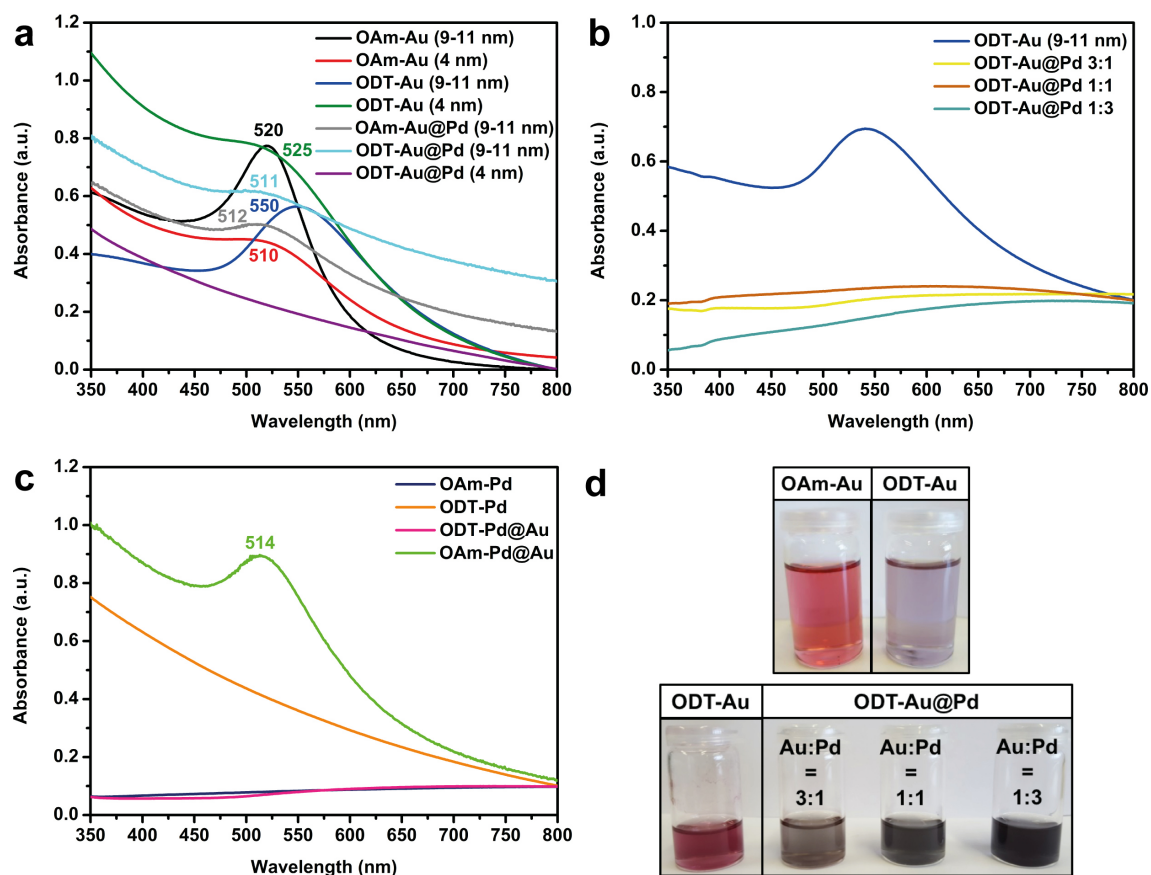 a
1.2
1.0
0.8
0.6
0.4
0.2
0.0
Absorbance (a.u.)
350 400 450 500 550 600 650 700 750 800
Wavelength (nm)
OAm-Au (9-11 nm)
OAm-Au (4 nm)
ODT-Au (9-11 nm)
ODT-Au (4 nm)
OAm-Au@Pd (9-11 nm)
ODT-Au@Pd (9-11 nm)
ODT-Au@Pd (4 nm)
520
525
511
550
512
510
b
1.0
0.8
0.6
0.4
0.2
0.0
Absorbance (a.u.)
350 400 450 500 550 600 650 700 750 800
Wavelength (nm)
ODT-Au (9-11 nm)
ODT-Au@Pd 3:1
ODT-Au@Pd 1:1
ODT-Au@Pd 1:3
c
1.2
1.0
0.8
0.6
0.4
0.2
0.0
Absorbance (a.u.)
350 400 450 500 550 600 650 700 750 800
Wavelength (nm)
OAm-Pd
ODT-Pd
ODT-Pd@Au
OAm-Pd@Au
514
d
OAm-Au ODT-Au
ODT-Au ODT-Au@Pd
Au:Pd Au:Pd Au:Pd
= = =
3:1 1:1 1:3